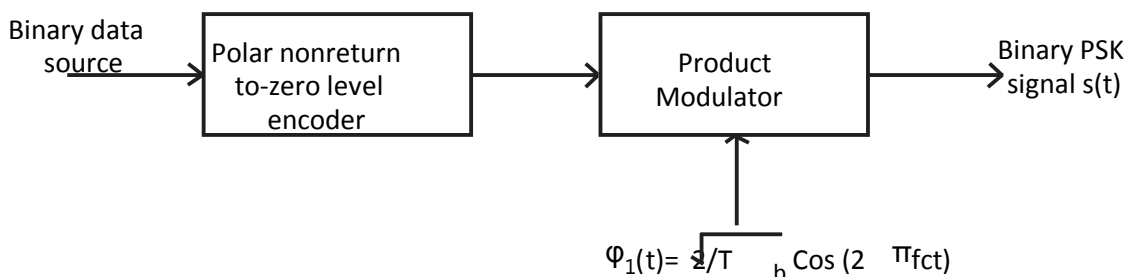 Binary data
source
Polar nonreturn
to-zero level
encoder
Product
Modulator
Binary PSK
signal s(t)
φ₁(t)= √2/T b Cos (2 πfct)